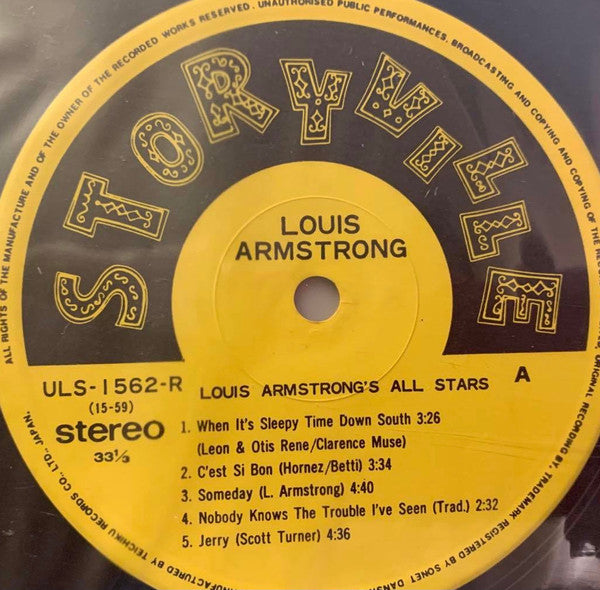 ALL RIGHTS OF THE MANUFACTURE AND OF THE OWNER OF THE RECORDED WORKS RESERVED. UNAUTHORISED PUBLIC PERFORMANCES, BROADCASTING AND COPYING AND COPYING OF THE
STORYVILLE
LOUIS
ARMSTRONG
ULS-1562-R
(15-59)
stereo
33⅓
LOUIS ARMSTRONG'S ALL STARS
A
1. When It's Sleepy Time Down South 3:26
(Leon & Otis Rene/Clarence Muse)
2. C'est Si Bon (Hornez/Betti) 3:34
3. Someday (L. Armstrong) 4:40
4. Nobody Knows The Trouble I've Seen (Trad.) 2:32
5. Jerry (Scott Turner) 4:36
ORIGINAL RECORDING BY, TRADEMARK REGISTERED BY SONET
BY TEICHIKU RECORDS CO., LTD. JAPAN.